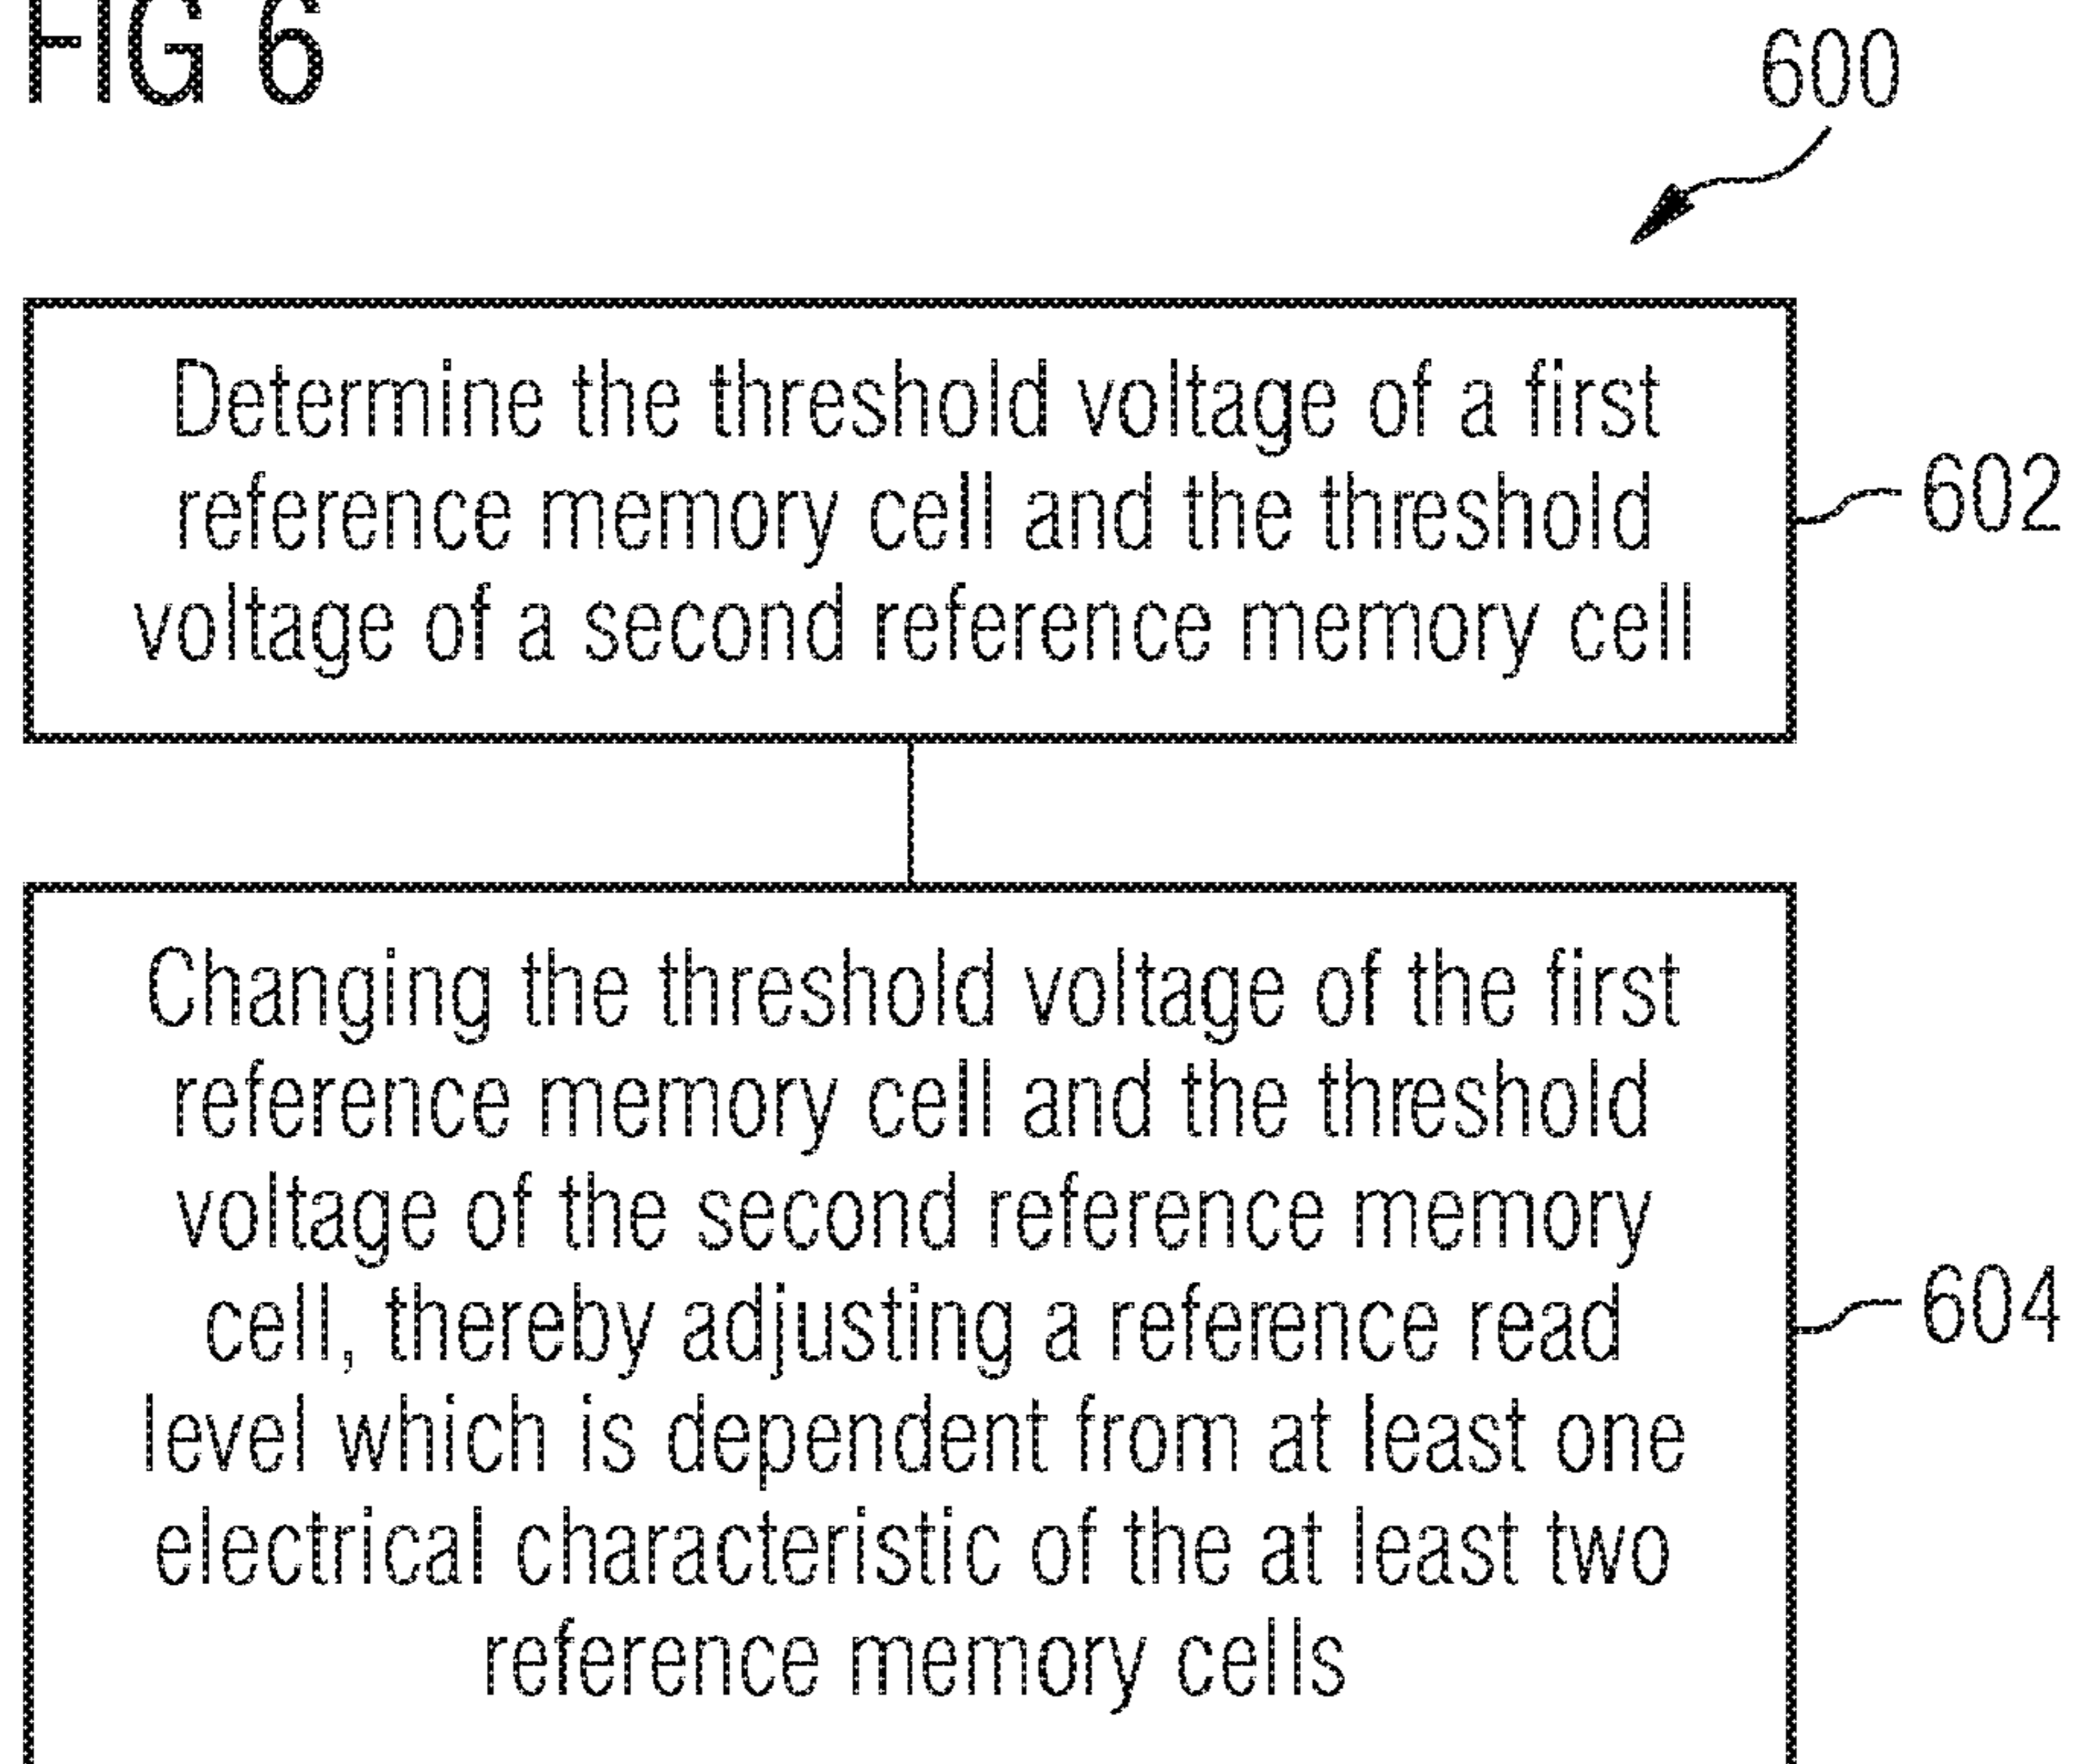 FIG 6
600
Determine the threshold voltage of a first
reference memory cell and the threshold
voltage of a second reference memory cell
602
Changing the threshold voltage of the first
reference memory cell and the threshold
voltage of the second reference memory
cell, thereby adjusting a reference read
level which is dependent from at least one
electrical characteristic of the at least two
reference memory cells
604